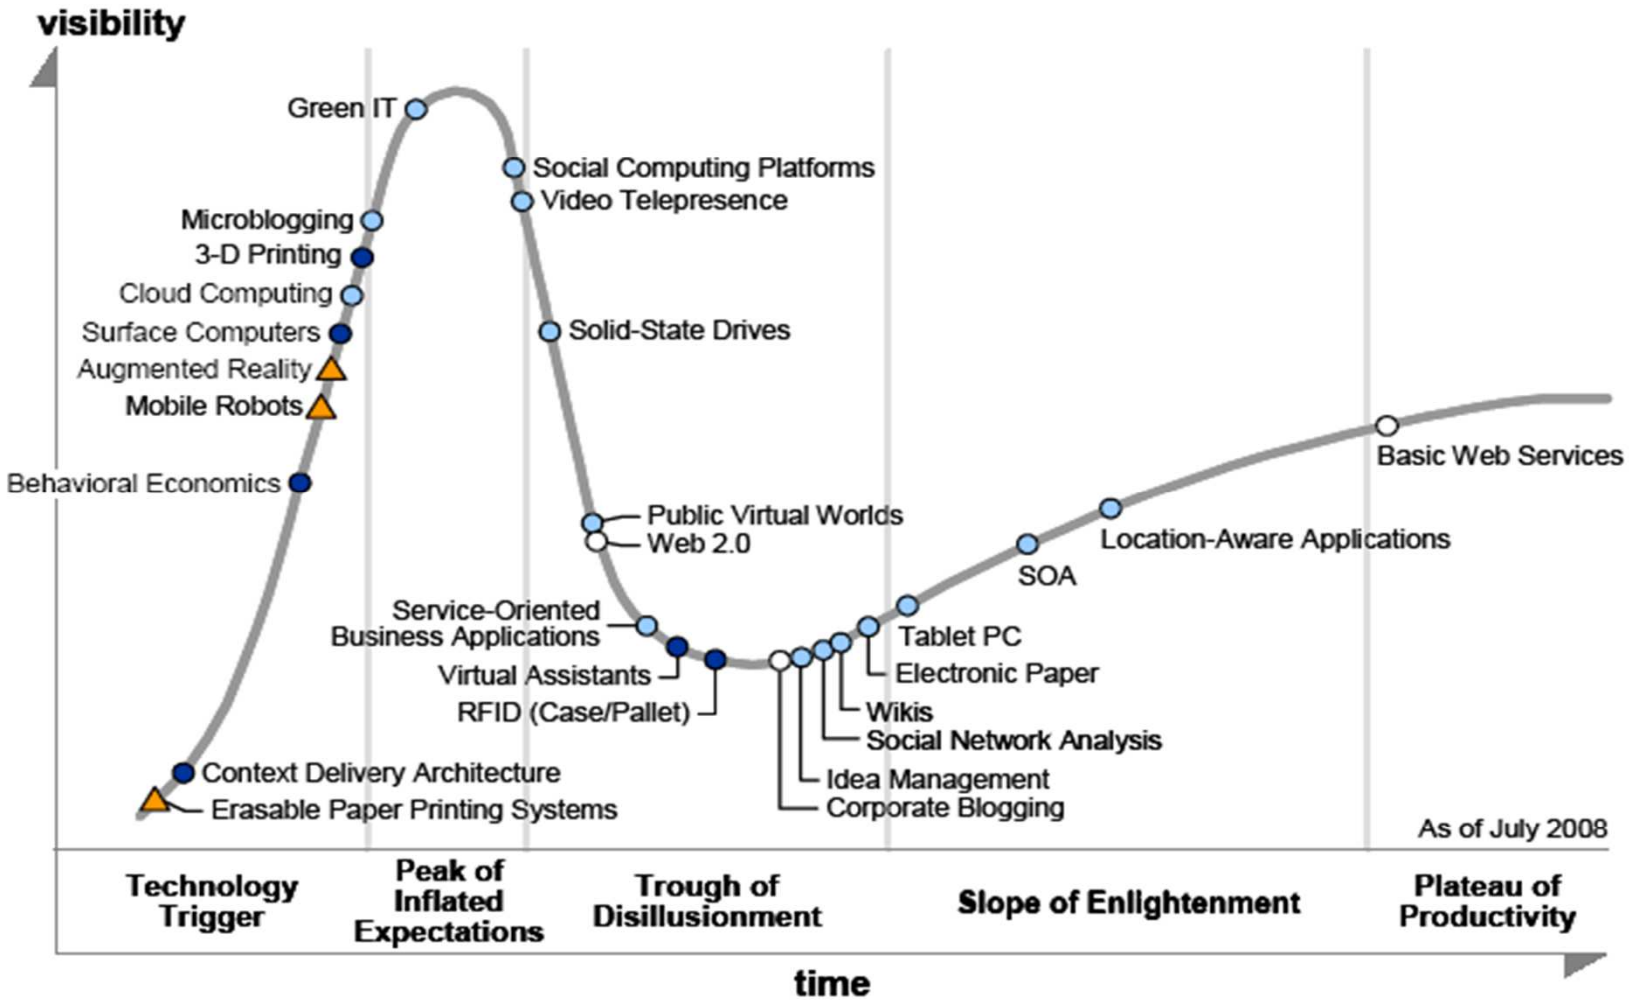 visibility
Green IT
Social Computing Platforms
Video Telepresence
Microblogging
3-D Printing
Cloud Computing
Surface Computers
Solid-State Drives
Augmented Reality
Mobile Robots
Basic Web Services
Behavioral Economics
Public Virtual Worlds
Web 2.0
Location-Aware Applications
SOA
Service-Oriented
Business Applications
Tablet PC
Virtual Assistants
Electronic Paper
RFID (Case/Pallet)
Wikis
Social Network Analysis
Context Delivery Architecture
Idea Management
Erasable Paper Printing Systems
Corporate Blogging
As of July 2008
Technology
Trigger
Peak of
Inflated
Expectations
Trough of
Disillusionment
Slope of Enlightenment
Plateau of
Productivity
time